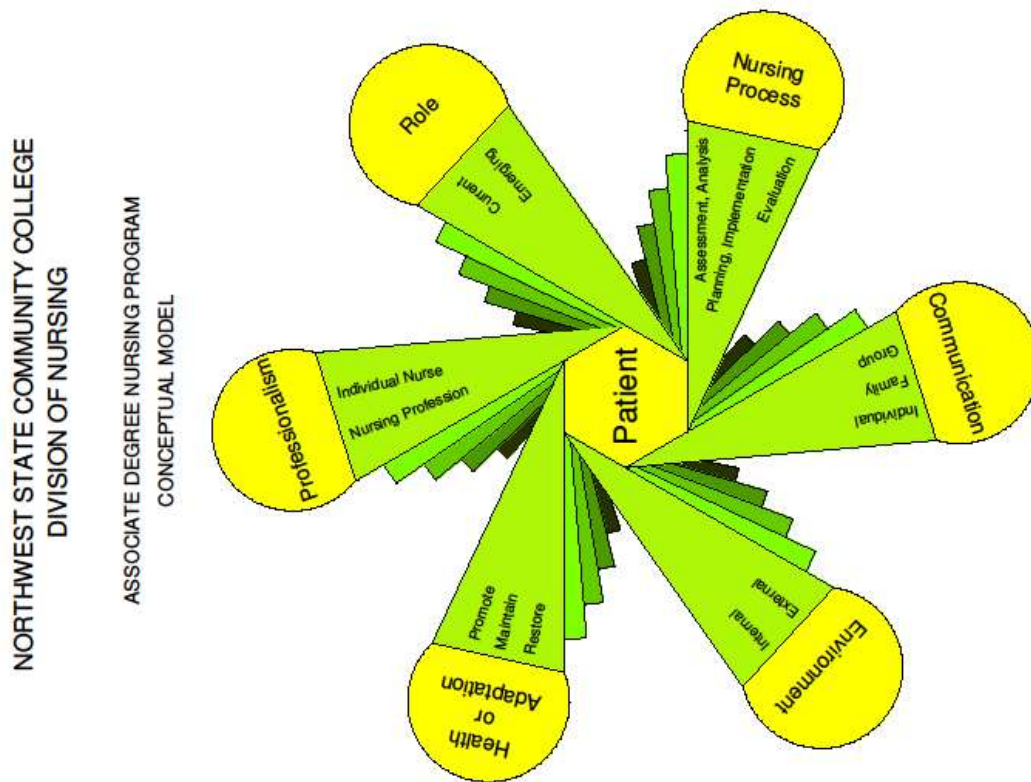 NORTHWEST STATE COMMUNITY COLLEGE
DIVISION OF NURSING
ASSOCIATE DEGREE NURSING PROGRAM
CONCEPTUAL MODEL
Professionalism
Individual Nurse
Nursing Profession
Role
Current
Emerging
Nursing
Process
Assessment, Analysis
Planning, Implementation
Evaluation
Communication
Group
Family
Individual
Environment
External
Internal
Health
or
Adaptation
Promote
Maintain
Restore
Patient